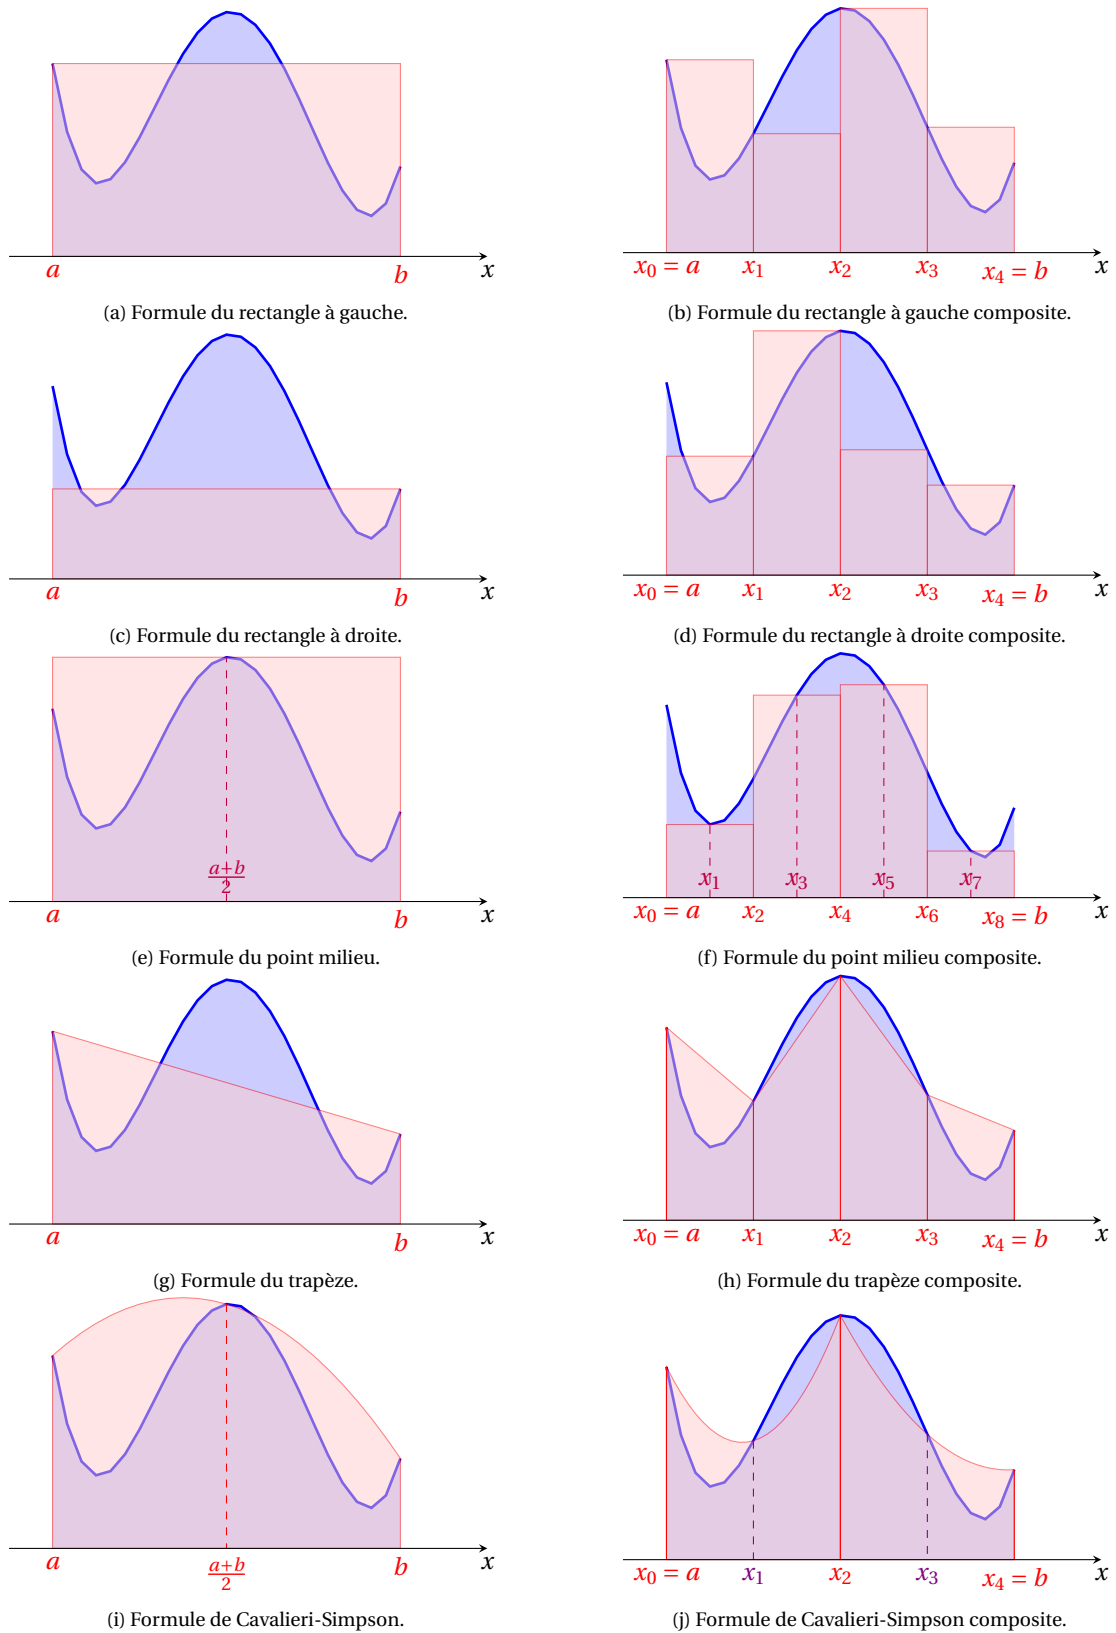 a b x
x₀ = a x₁ x₂ x₃ x₄ = b x
(a) Formule du rectangle à gauche.
(b) Formule du rectangle à gauche composite.
a b x
x₀ = a x₁ x₂ x₃ x₄ = b x
(c) Formule du rectangle à droite.
(d) Formule du rectangle à droite composite.
a+b
2
a b x
x₁ x₃ x₅ x₇
x₀ = a x₂ x₄ x₆ x₈ = b x
(e) Formule du point milieu.
(f) Formule du point milieu composite.
a b x
x₀ = a x₁ x₂ x₃ x₄ = b x
(g) Formule du trapèze.
(h) Formule du trapèze composite.
a a+b b x
2
x₀ = a x₁ x₂ x₃ x₄ = b x
(i) Formule de Cavalieri-Simpson.
(j) Formule de Cavalieri-Simpson composite.